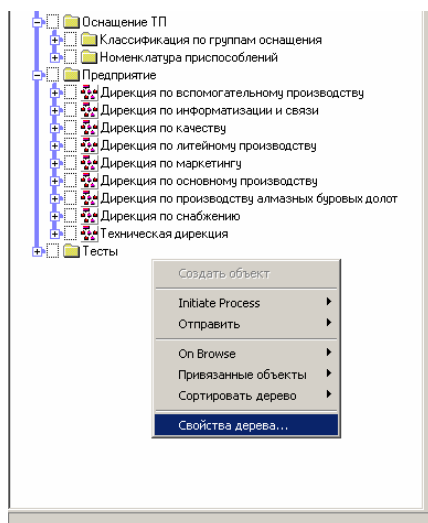 Оснащение ТП
Классификация по группам оснащения
Номенклатура приспособлений
Предприятие
Дирекция по вспомогательному производству
Дирекция по информатизации и связи
Дирекция по качеству
Дирекция по литейному производству
Дирекция по маркетингу
Дирекция по основному производству
Дирекция по производству алмазных буровых долот
Дирекция по снабжению
Техническая дирекция
Тесты
Создать объект
Initiate Process
Отправить
On Browse
Привязанные объекты
Сортировать дерево
Свойства дерева...